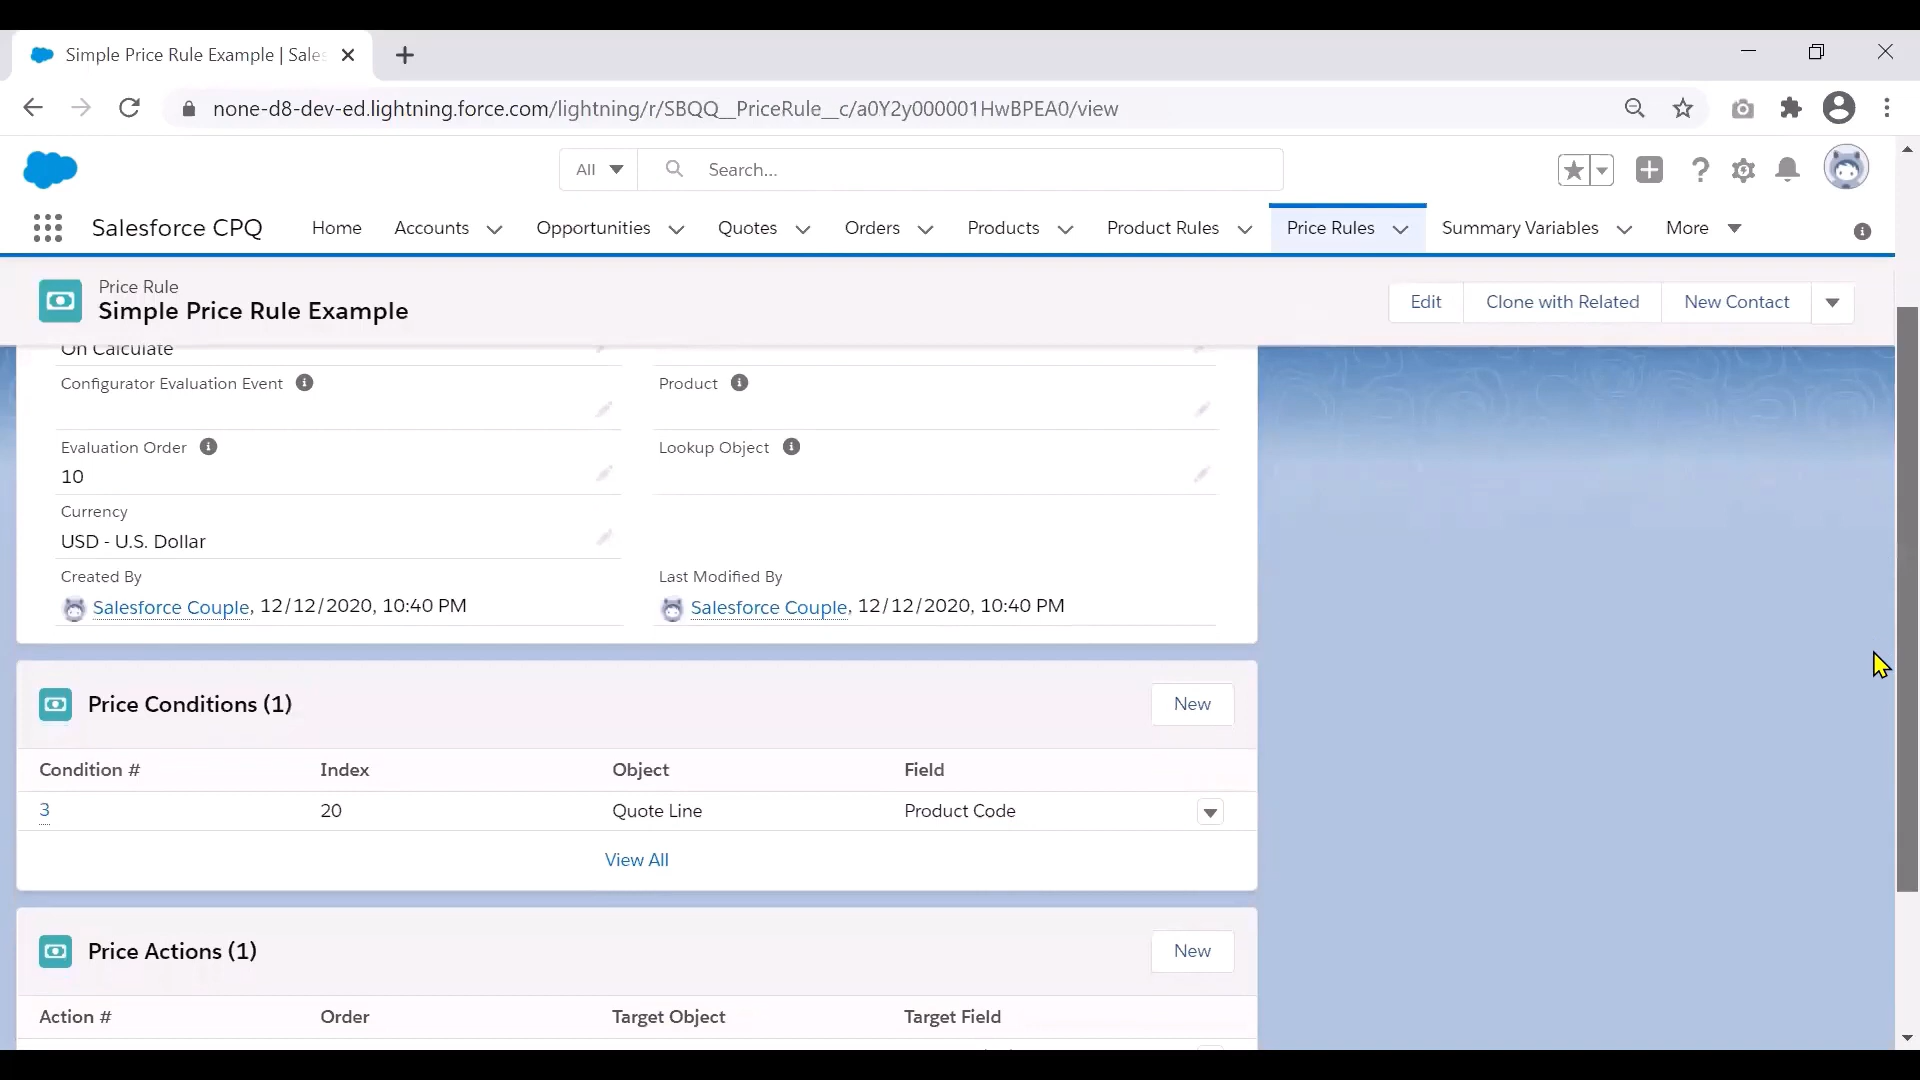 Simple Price Rule Example | Sales
none-d8-dev-ed.lightning.force.com/lightning/r/SBQQ__PriceRule__c/a0Y2y000001HwBPEA0/view
All Search...
Salesforce CPQ Home Accounts Opportunities Quotes Orders Products Product Rules Price Rules Summary Variables More
Price Rule
Simple Price Rule Example
Edit Clone with Related New Contact
On Calculate
Configurator Evaluation Event Product
Evaluation Order Lookup Object
10
Currency
USD - U.S. Dollar
Created By Last Modified By
Salesforce Couple, 12/12/2020, 10:40 PM Salesforce Couple, 12/12/2020, 10:40 PM
Price Conditions (1) New
Condition # Index Object Field
3 20 Quote Line Product Code
View All
Price Actions (1) New
Action # Order Target Object Target Field